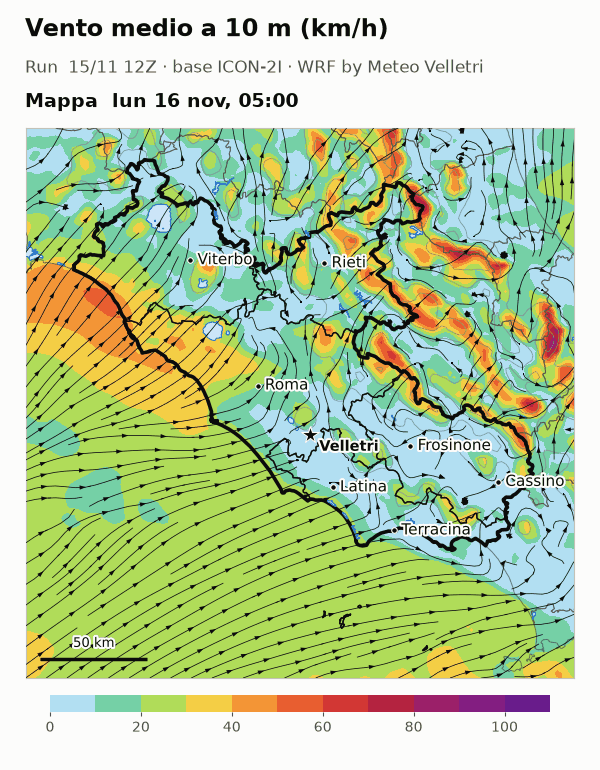 Vento medio a 10 m (km/h)
Run 15/11 12Z · base ICON-2I · WRF by Meteo Velletri
Mappa lun 16 nov, 05:00
Viterbo
Rieti
Roma
Velletri
Frosinone
Cassino
Latina
Terracina
50 km
0 20 40 60 80 100